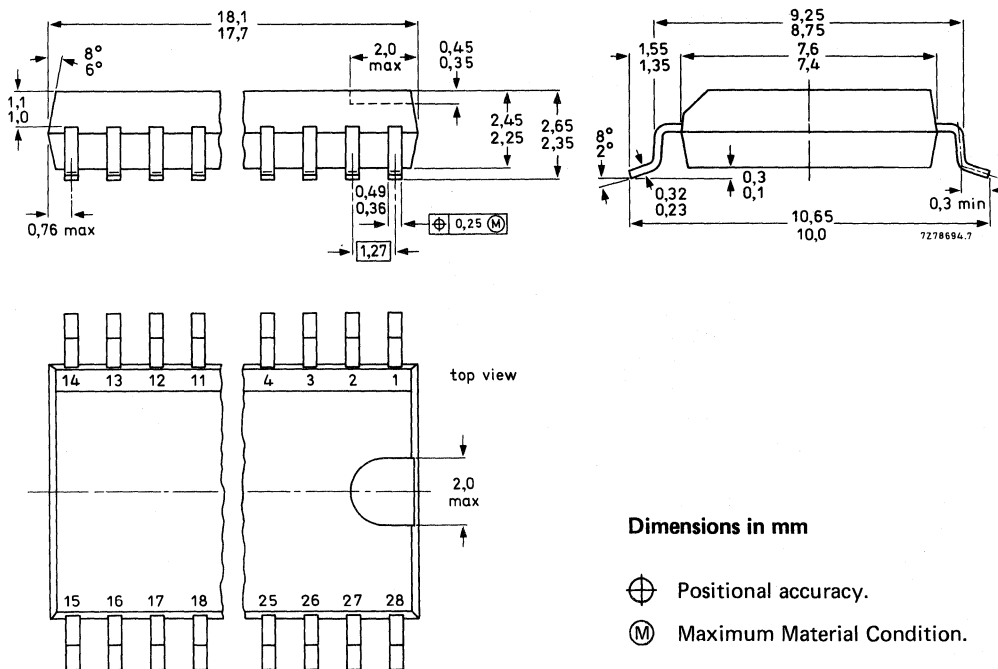 18,1
17,7
8°
6°
2,0
max
0,45
0,35
1,1
1,0
2,45
2,25
2,65
2,35
0,76 max
0,49
0,36
⌖ 0,25 Ⓜ
1,27
9,25
8,75
1,55
1,35
7,6
7,4
8°
2°
0,32
0,23
0,3
0,1
0,3 min
10,65
10,0
7Z78694.7
14 13 12 11 4 3 2 1
top view
2,0
max
15 16 17 18 25 26 27 28
Dimensions in mm
⌖ Positional accuracy.
Ⓜ Maximum Material Condition.